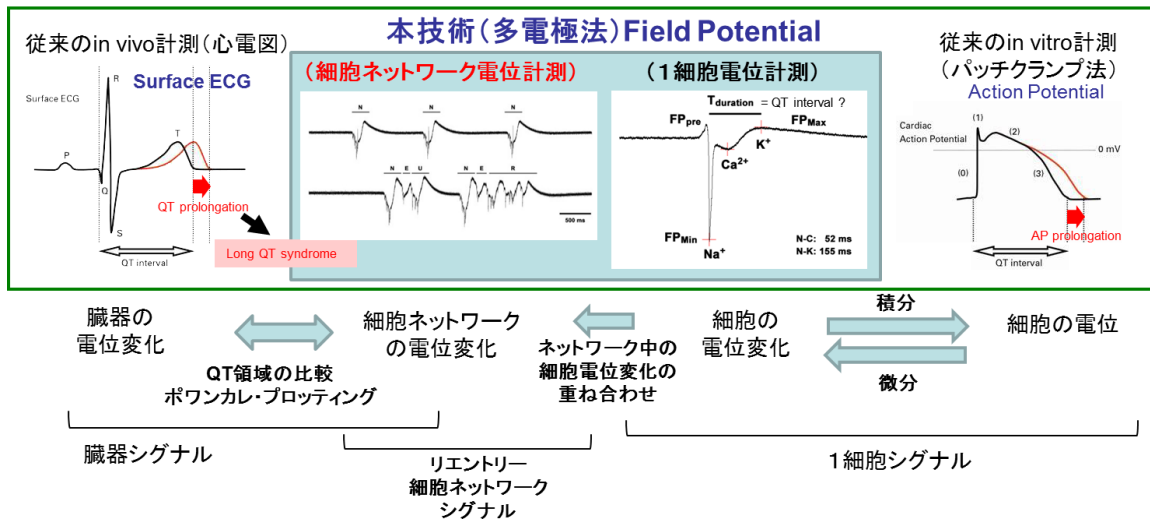 従来のin vivo計測(心電図)
Surface ECG
Surface ECG
R
P
T
Q
S
QT prolongation
QT interval
Long QT syndrome
本技術(多電極法)Field Potential
(細胞ネットワーク電位計測)
N
N
N
N
E
U
N
E
R
500 ms
(1細胞電位計測)
Tduration = QT interval ?
FPpre
FPMax
K+
Ca2+
FPMin
Na+
N-C: 52 ms
N-K: 155 ms
従来のin vitro計測
(パッチクランプ法)
Action Potential
Cardiac
Action Potential
(1)
(2)
0 mV
(0)
(3)
AP prolongation
QT interval
臓器の
電位変化
細胞ネットワーク
の電位変化
細胞の
電位変化
積分
細胞の電位
微分
QT領域の比較
ポワンカレ・プロッティング
ネットワーク中の
細胞電位変化の
重ね合わせ
臓器シグナル
リエントリー
細胞ネットワーク
シグナル
1細胞シグナル